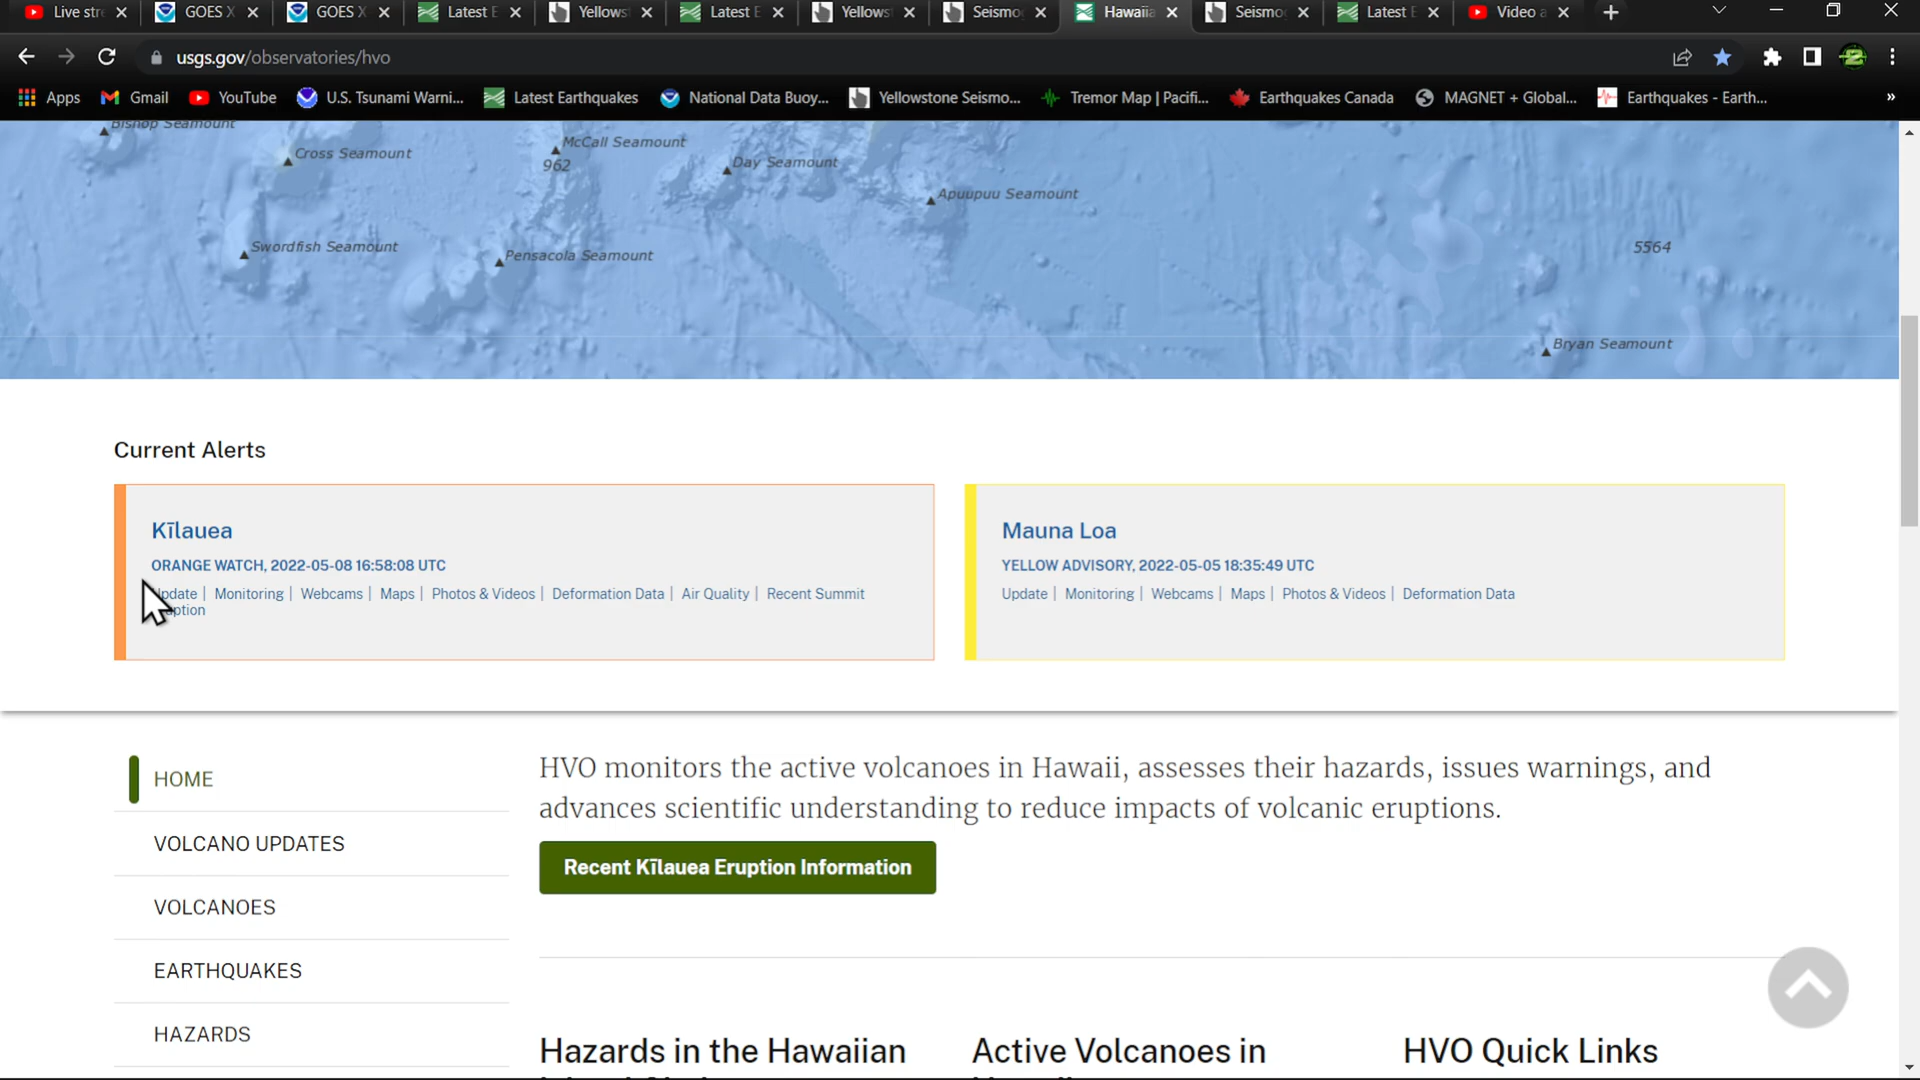 Live str
GOES X
GOES X
Latest E
Yellows
Latest E
Yellows
Seismo
Hawaiia
Seismo
Latest E
Video a
usgs.gov/observatories/hvo
Apps
Gmail
YouTube
U.S. Tsunami Warni...
Latest Earthquakes
National Data Buoy...
Yellowstone Seismo...
Tremor Map | Pacifi...
Earthquakes Canada
MAGNET + Global...
Earthquakes - Earth...
»
Bishop Seamount
Cross Seamount
McCall Seamount
962
Day Seamount
Apuupuu Seamount
Swordfish Seamount
Pensacola Seamount
5564
Bryan Seamount
Current Alerts
Kīlauea
ORANGE WATCH, 2022-05-08 16:58:08 UTC
pdate | Monitoring | Webcams | Maps | Photos & Videos | Deformation Data | Air Quality | Recent Summit
ption
Mauna Loa
YELLOW ADVISORY, 2022-05-05 18:35:49 UTC
Update | Monitoring | Webcams | Maps | Photos & Videos | Deformation Data
HOME
VOLCANO UPDATES
VOLCANOES
EARTHQUAKES
HAZARDS
HVO monitors the active volcanoes in Hawaii, assesses their hazards, issues warnings, and
advances scientific understanding to reduce impacts of volcanic eruptions.
Recent Kīlauea Eruption Information
Hazards in the Hawaiian
Active Volcanoes in
HVO Quick Links